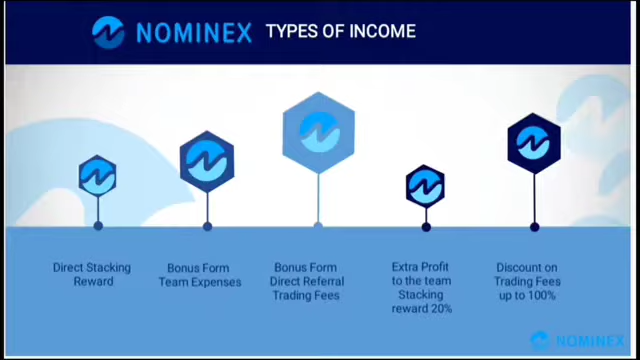 NOMINEX TYPES OF INCOME
Direct Stacking
Reward
Bonus Form
Team Expenses
Bonus Form
Direct Referral
Trading Fees
Extra Profit
to the team
Stacking
reward 20%
Discount on
Trading Fees
up to 100%
NOMINEX